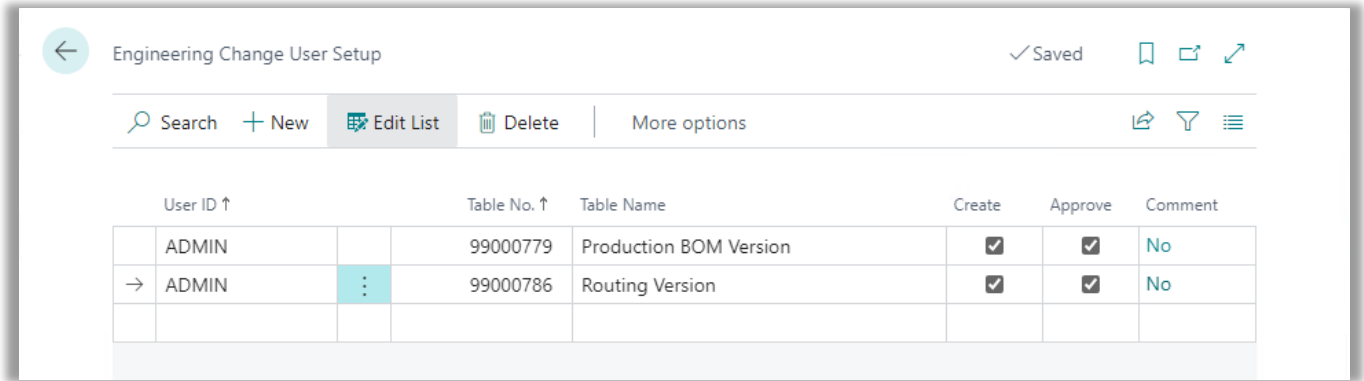 Engineering Change User Setup Saved
Search New Edit List Delete More options
User ID ↑ Table No. ↑ Table Name Create Approve Comment
ADMIN 99000779 Production BOM Version No
ADMIN 99000786 Routing Version No